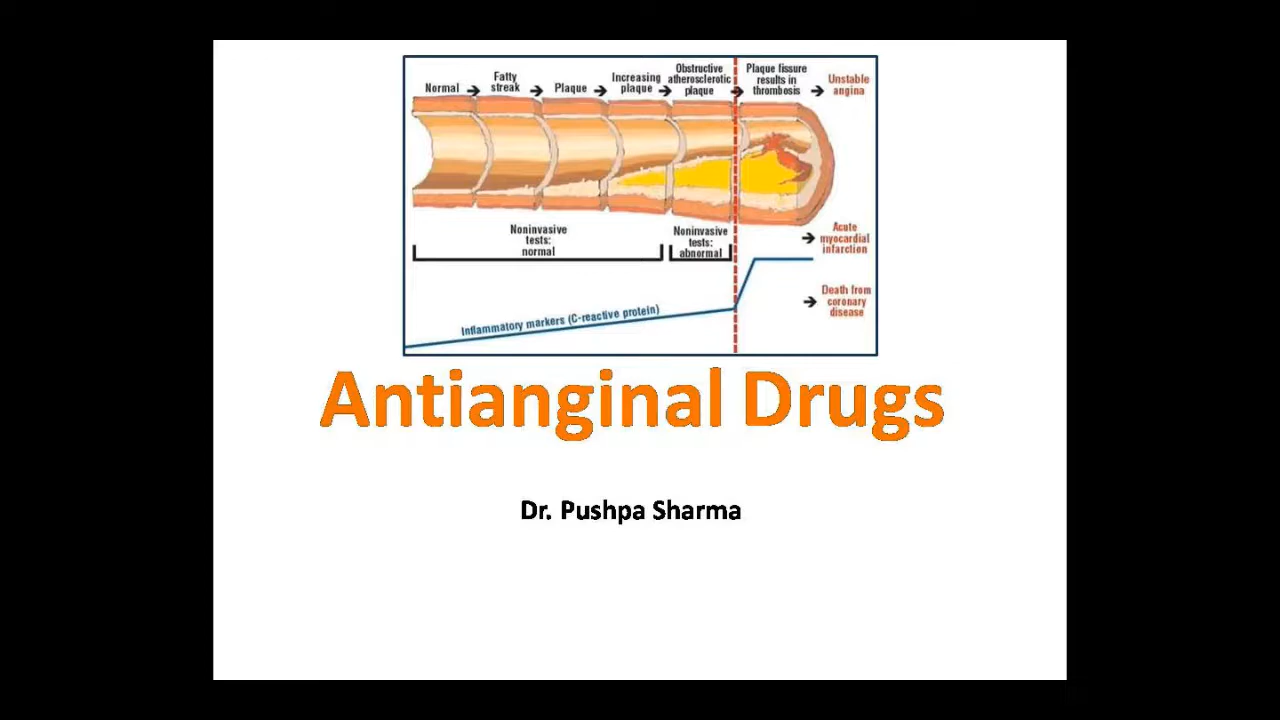 Normal
Fatty
streak
Plaque
Increasing
plaque
Obstructive
atherosclerotic
plaque
Plaque fissure
results in
thrombosis
Unstable
angina
Noninvasive
tests:
normal
Noninvasive
tests:
abnormal
Acute
myocardial
infarction
Inflammatory markers (C-reactive protein)
Death from
coronary
disease
Antianginal Drugs
Dr. Pushpa Sharma